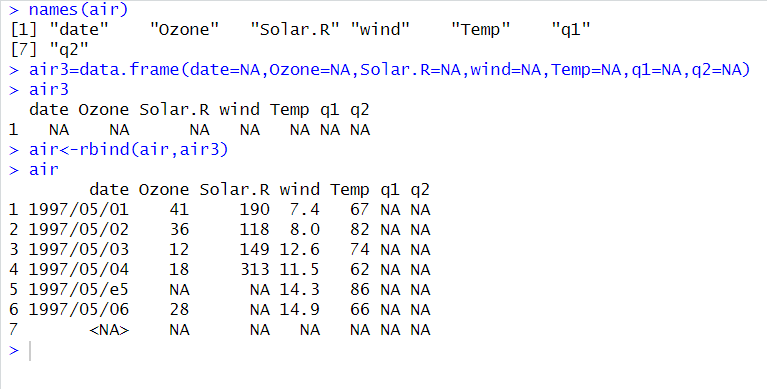 > names(air)
[1] "date"    "Ozone"   "Solar.R" "wind"    "Temp"    "q1"
[7] "q2"
> air3=data.frame(date=NA,Ozone=NA,Solar.R=NA,wind=NA,Temp=NA,q1=NA,q2=NA)
> air3
  date Ozone Solar.R wind Temp q1 q2
1   NA    NA      NA   NA   NA NA NA
> air<-rbind(air,air3)
> air
        date Ozone Solar.R wind Temp q1 q2
1 1997/05/01    41     190  7.4   67 NA NA
2 1997/05/02    36     118  8.0   82 NA NA
3 1997/05/03    12     149 12.6   74 NA NA
4 1997/05/04    18     313 11.5   62 NA NA
5 1997/05/e5    NA      NA 14.3   86 NA NA
6 1997/05/06    28      NA 14.9   66 NA NA
7       <NA>    NA      NA   NA   NA NA NA
>